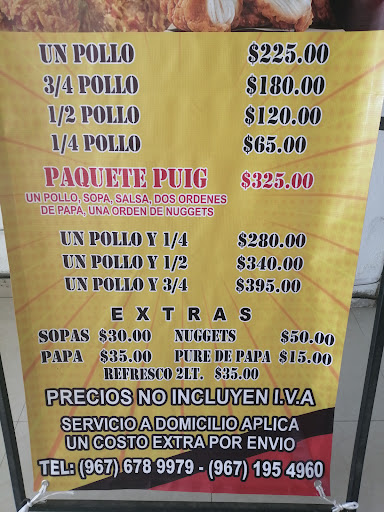 UN POLLO $225.00
3/4 POLLO $180.00
1/2 POLLO $120.00
1/4 POLLO $65.00
PAQUETE PUIG $325.00
UN POLLO, SOPA, SALSA, DOS ORDENES
DE PAPA, UNA ORDEN DE NUGGETS
UN POLLO Y 1/4 $280.00
UN POLLO Y 1/2 $340.00
UN POLLO Y 3/4 $395.00
EXTRAS
SOPAS $30.00 NUGGETS $50.00
PAPA $35.00 PURE DE PAPA $15.00
REFRESCO 2LT. $35.00
PRECIOS NO INCLUYEN I.V.A
SERVICIO A DOMICILIO APLICA
UN COSTO EXTRA POR ENVIO
TEL: (967) 678 9979 - (967) 195 4960